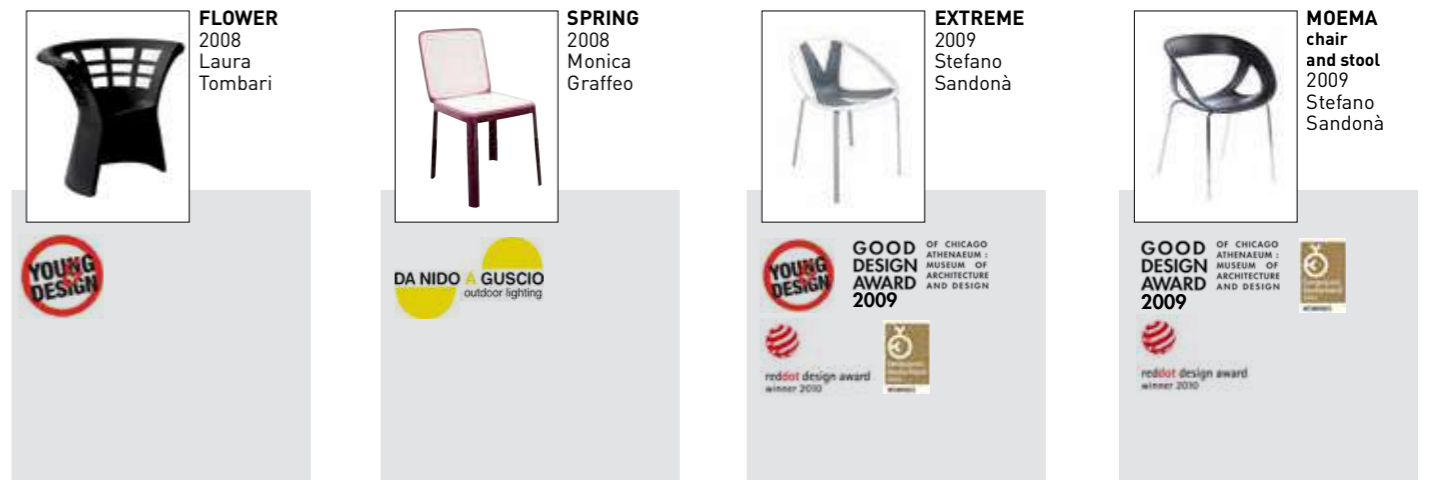 FLOWER
2008
Laura
Tombari
YOUNG
DESIGN
SPRING
2008
Monica
Graffeo
DA NIDO A GUSCIO
outdoor lighting
EXTREME
2009
Stefano
Sandonà
YOUNG
DESIGN
GOOD
DESIGN
AWARD
2009
OF CHICAGO
ATHENAEUM :
MUSEUM OF
ARCHITECTURE
AND DESIGN
reddot design award
winner 2010
MOEMA
chair
and stool
2009
Stefano
Sandonà
GOOD
DESIGN
AWARD
2009
OF CHICAGO
ATHENAEUM :
MUSEUM OF
ARCHITECTURE
AND DESIGN
reddot design award
winner 2010